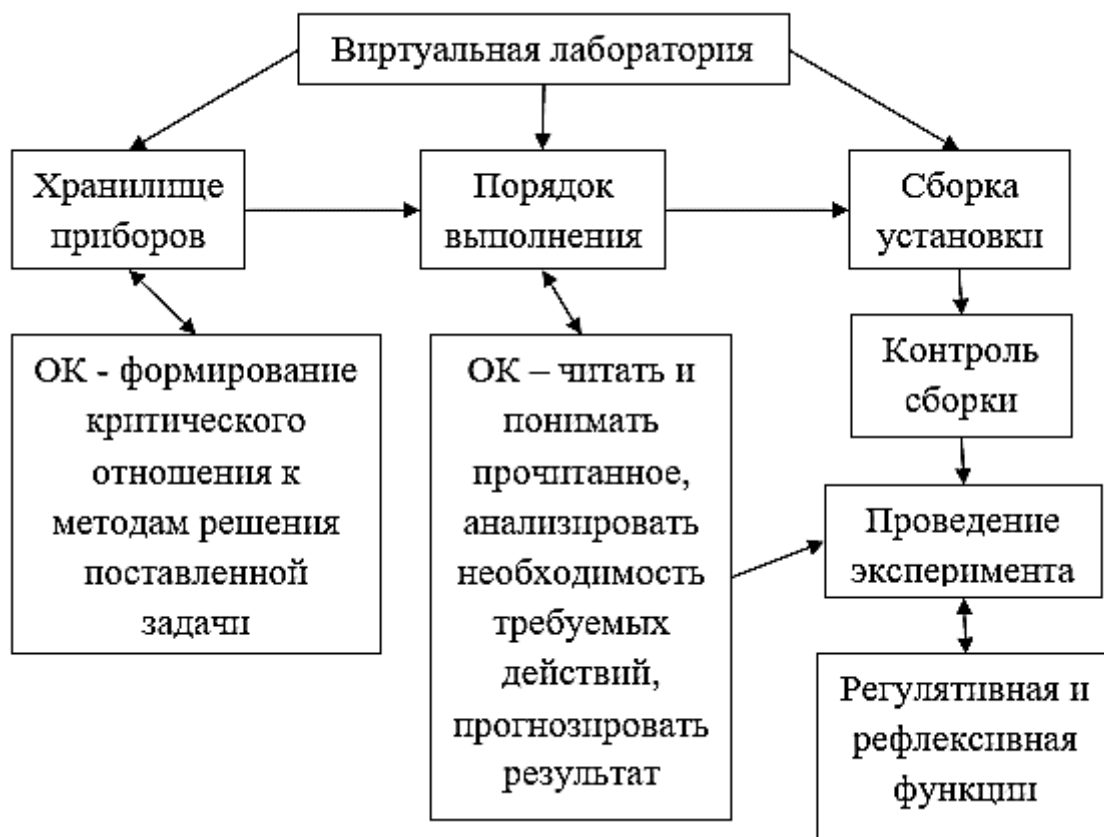 Виртуальная лаборатория
Хранилище
приборов
Порядок
выполнения
Сборка
установки
ОК - формирование
критического
отношения к
методам решения
поставленной
задачи
ОК – читать и
понимать
прочитанное,
анализировать
необходимость
требуемых
действий,
прогнозировать
результат
Контроль
сборки
Проведение
эксперимента
Регулятивная и
рефлексивная
функции